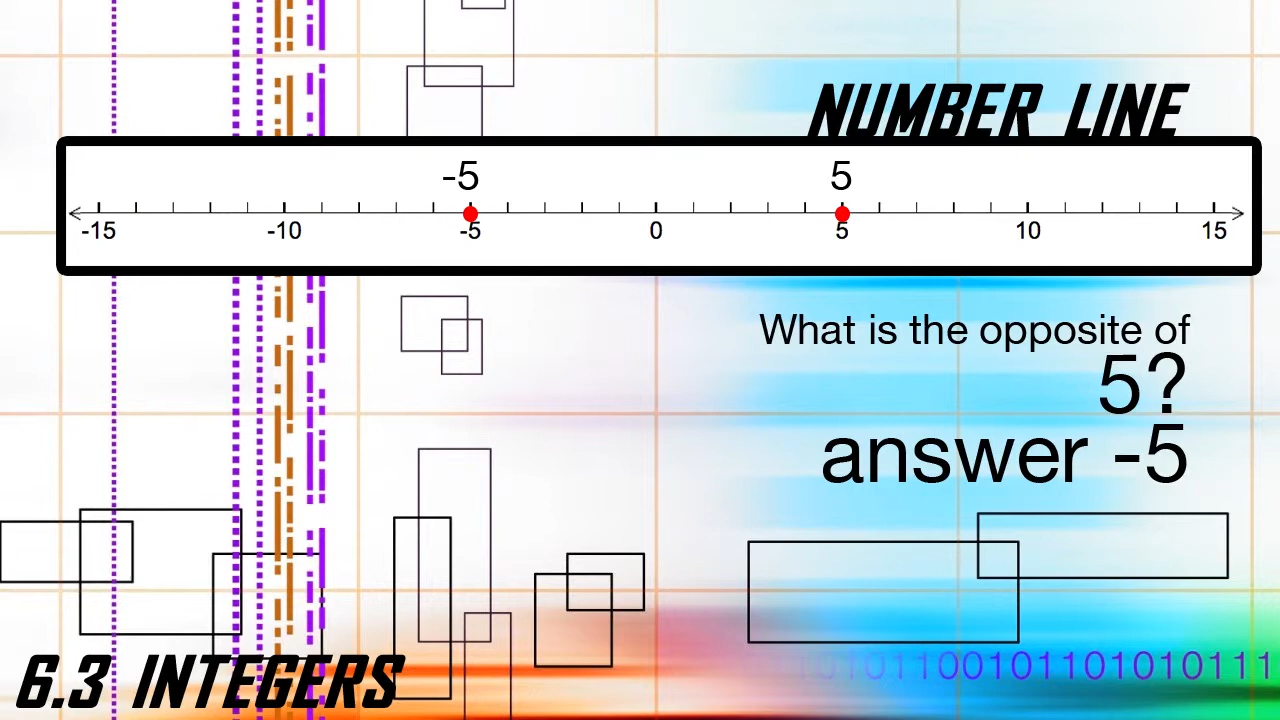 NUMBER LINE
-5 5
-15 -10 -5 0 5 10 15
What is the opposite of
5?
answer -5
6.3 INTEGERS
1010110010110101010111